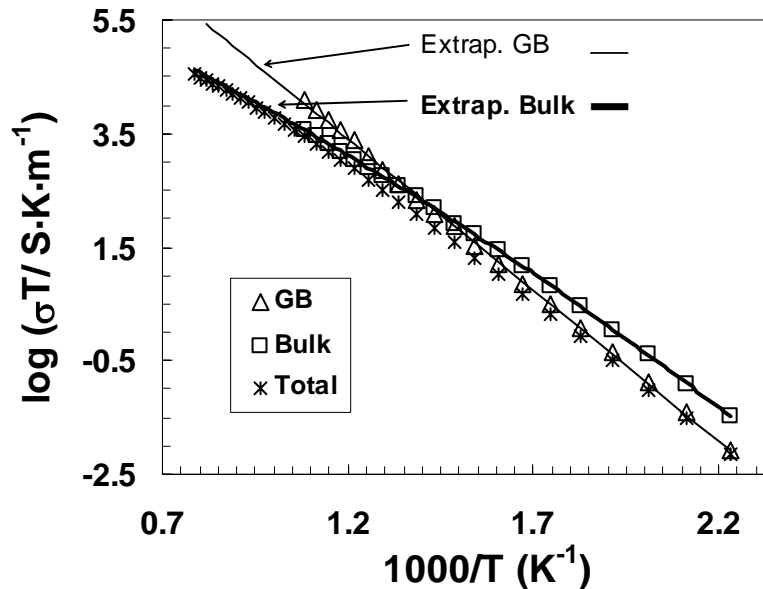 5.5
3.5
1.5
-0.5
-2.5
log (σT/ S·K·m⁻¹)
Extrap. GB
Extrap. Bulk
GB
Bulk
Total
0.7 1.2 1.7 2.2
1000/T (K⁻¹)